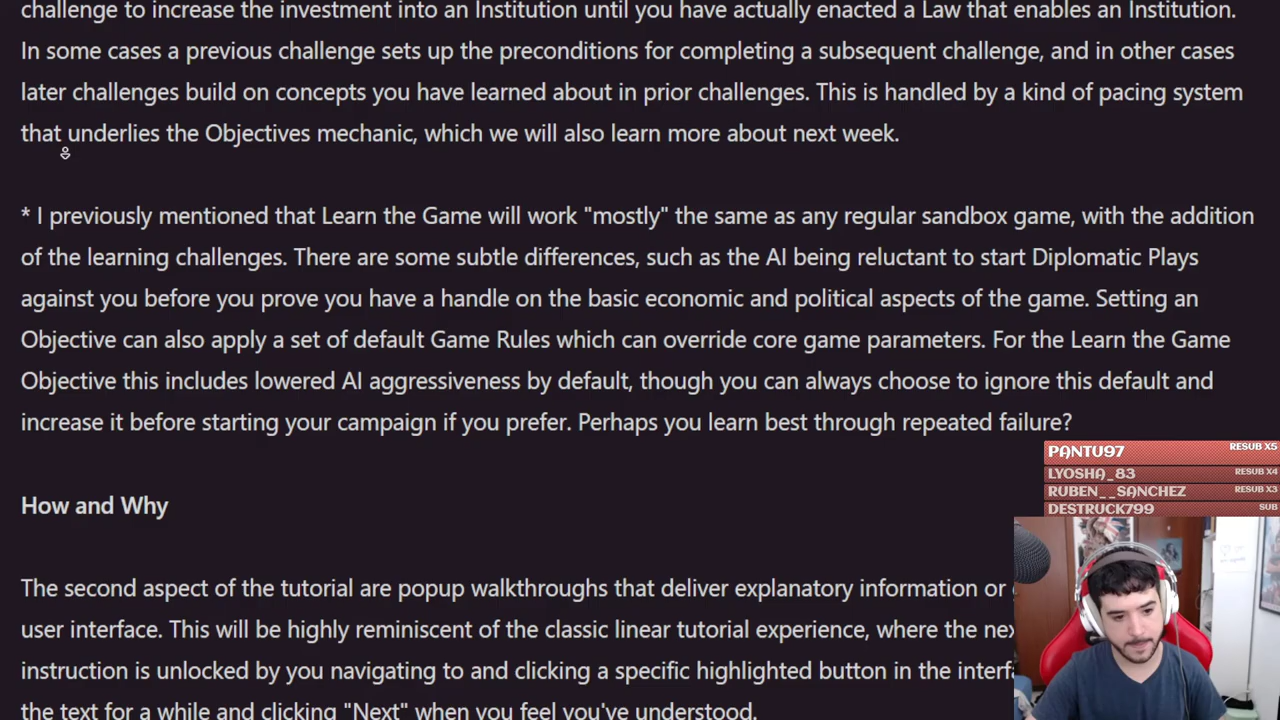 challenge to increase the investment into an Institution until you have actually enacted a Law that enables an Institution.
In some cases a previous challenge sets up the preconditions for completing a subsequent challenge, and in other cases
later challenges build on concepts you have learned about in prior challenges. This is handled by a kind of pacing system
that underlies the Objectives mechanic, which we will also learn more about next week.
* I previously mentioned that Learn the Game will work "mostly" the same as any regular sandbox game, with the addition
of the learning challenges. There are some subtle differences, such as the AI being reluctant to start Diplomatic Plays
against you before you prove you have a handle on the basic economic and political aspects of the game. Setting an
Objective can also apply a set of default Game Rules which can override core game parameters. For the Learn the Game
Objective this includes lowered AI aggressiveness by default, though you can always choose to ignore this default and
increase it before starting your campaign if you prefer. Perhaps you learn best through repeated failure?
PANTU97 RESUB X5
LYOSHA_83 RESUB X4
RUBEN__SANCHEZ RESUB X3
DESTRUCK799 SUB
How and Why
The second aspect of the tutorial are popup walkthroughs that deliver explanatory information or
user interface. This will be highly reminiscent of the classic linear tutorial experience, where the
instruction is unlocked by you navigating to and clicking a specific highlighted button in the
the text for a while and clicking "Next" when you feel you've understood.